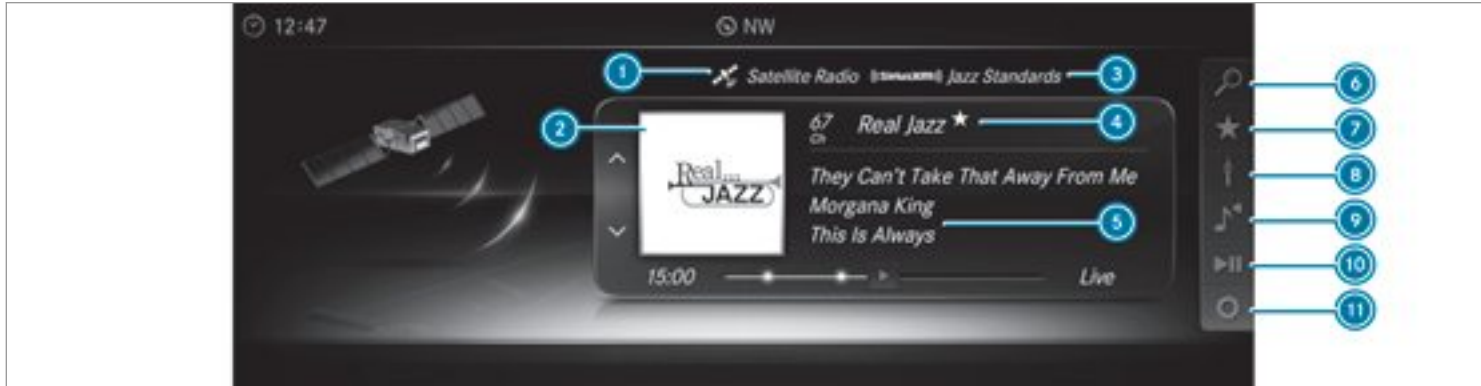 12:47 NW
1 Satellite Radio ((SiriusXM)) Jazz Standards 3
2 67 Real Jazz ★ 4
Ch
Real...
JAZZ
They Can't Take That Away From Me
Morgana King
This Is Always 5
15:00 Live
6
7
8
9
10
11